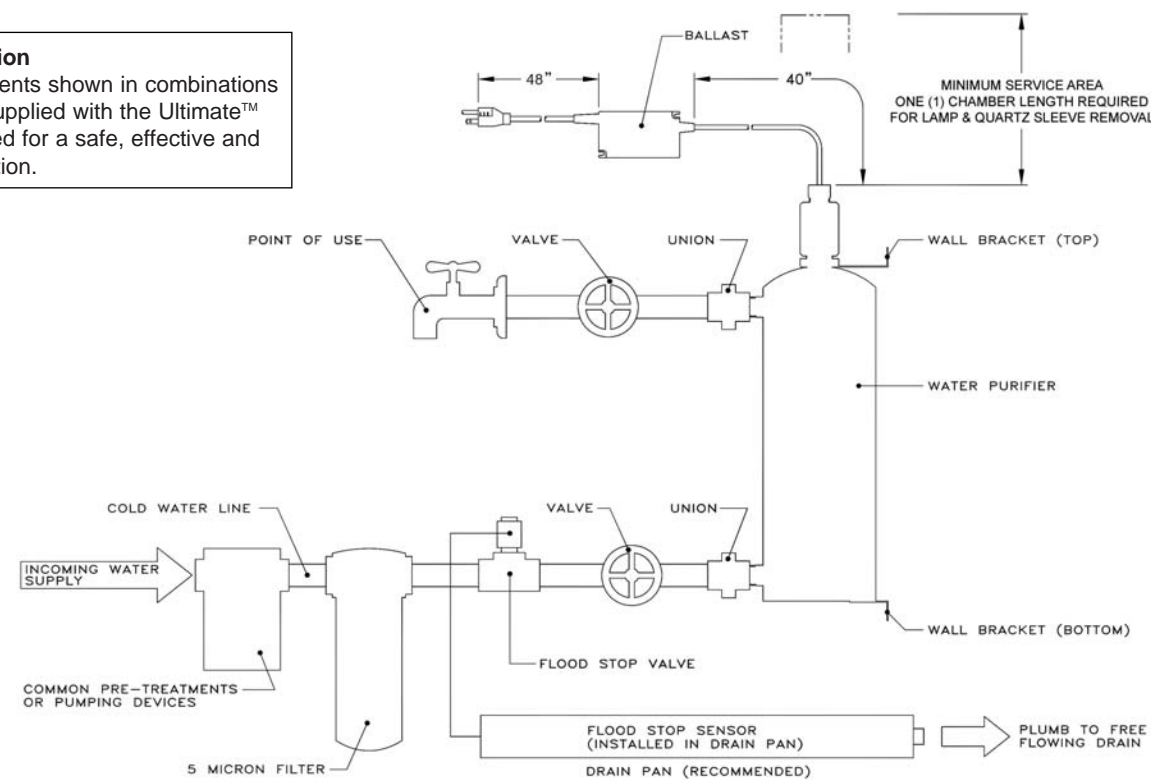 ion
ents shown in combinations
supplied with the Ultimate™
ed for a safe, effective and
tion.
BALLAST
48"
40"
MINIMUM SERVICE AREA
ONE (1) CHAMBER LENGTH REQUIRED
FOR LAMP & QUARTZ SLEEVE REMOVAL
POINT OF USE
VALVE
UNION
WALL BRACKET (TOP)
WATER PURIFIER
COLD WATER LINE
VALVE
UNION
INCOMING WATER
SUPPLY
WALL BRACKET (BOTTOM)
FLOOD STOP VALVE
COMMON PRE-TREATMENTS
OR PUMPING DEVICES
FLOOD STOP SENSOR
(INSTALLED IN DRAIN PAN)
PLUMB TO FREE
FLOWING DRAIN
5 MICRON FILTER
DRAIN PAN (RECOMMENDED)